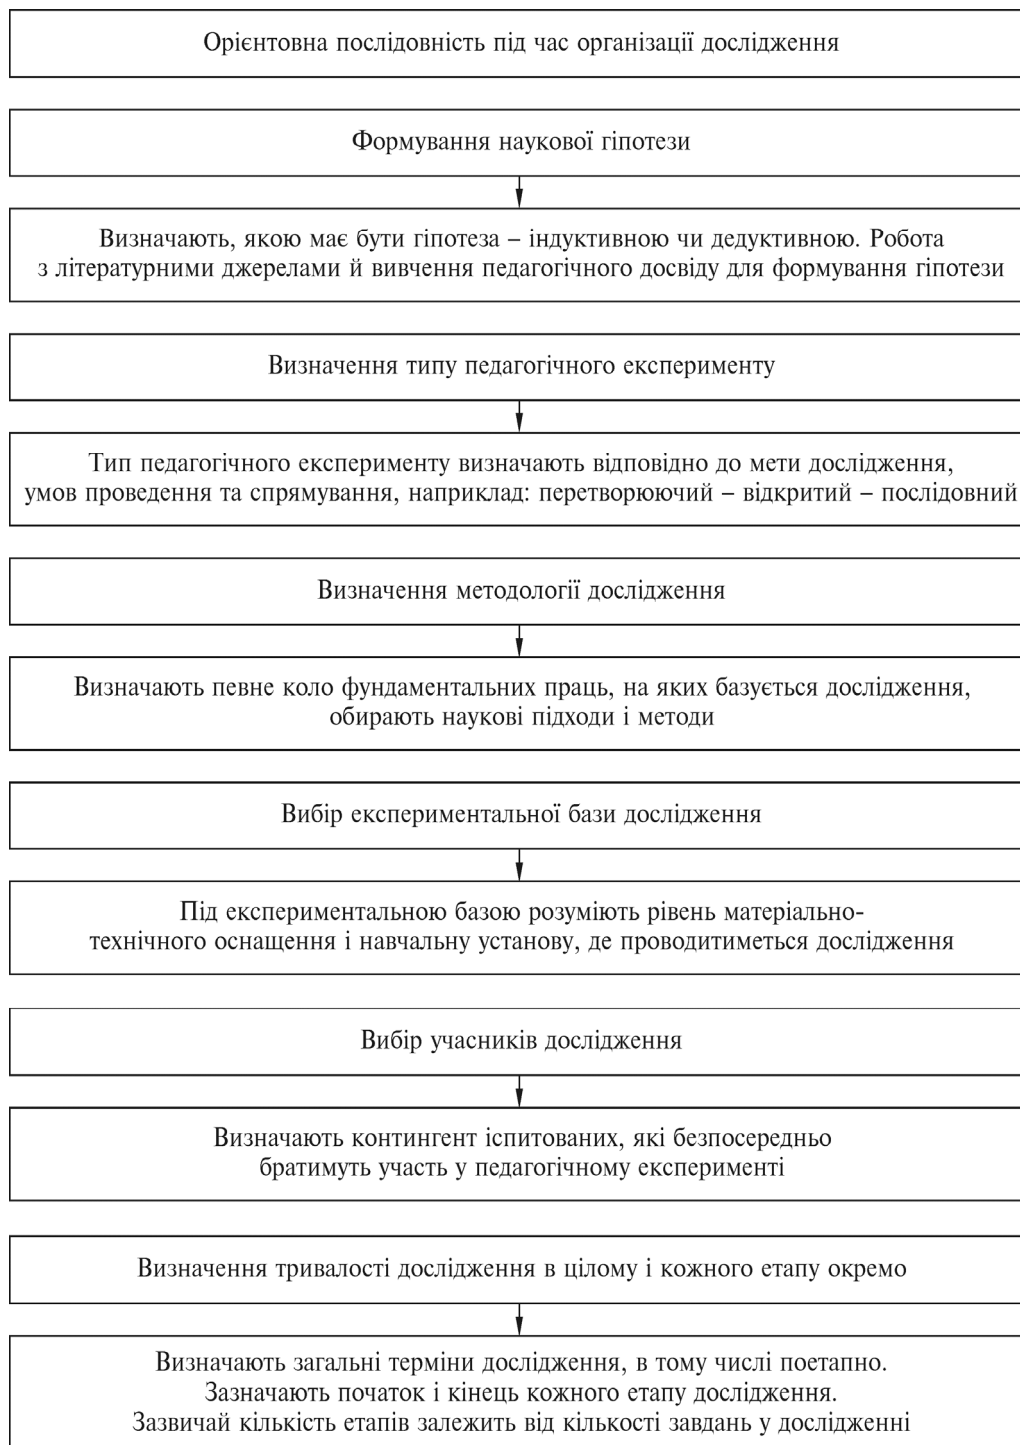 Орієнтовна послідовність під час організації дослідження
Формування наукової гіпотези
Визначають, якою має бути гіпотеза – індуктивною чи дедуктивною. Робота
з літературними джерелами й вивчення педагогічного досвіду для формування гіпотези
Визначення типу педагогічного експерименту
Тип педагогічного експерименту визначають відповідно до мети дослідження,
умов проведення та спрямування, наприклад: перетворюючий – відкритий – послідовний
Визначення методології дослідження
Визначають певне коло фундаментальних праць, на яких базується дослідження,
обирають наукові підходи і методи
Вибір експериментальної бази дослідження
Під експериментальною базою розуміють рівень матеріально-
технічного оснащення і навчальну установу, де проводитиметься дослідження
Вибір учасників дослідження
Визначають контингент іспитованих, які безпосередньо
братимуть участь у педагогічному експерименті
Визначення тривалості дослідження в цілому і кожного етапу окремо
Визначають загальні терміни дослідження, в тому числі поетапно.
Зазначають початок і кінець кожного етапу дослідження.
Зазвичай кількість етапів залежить від кількості завдань у дослідженні